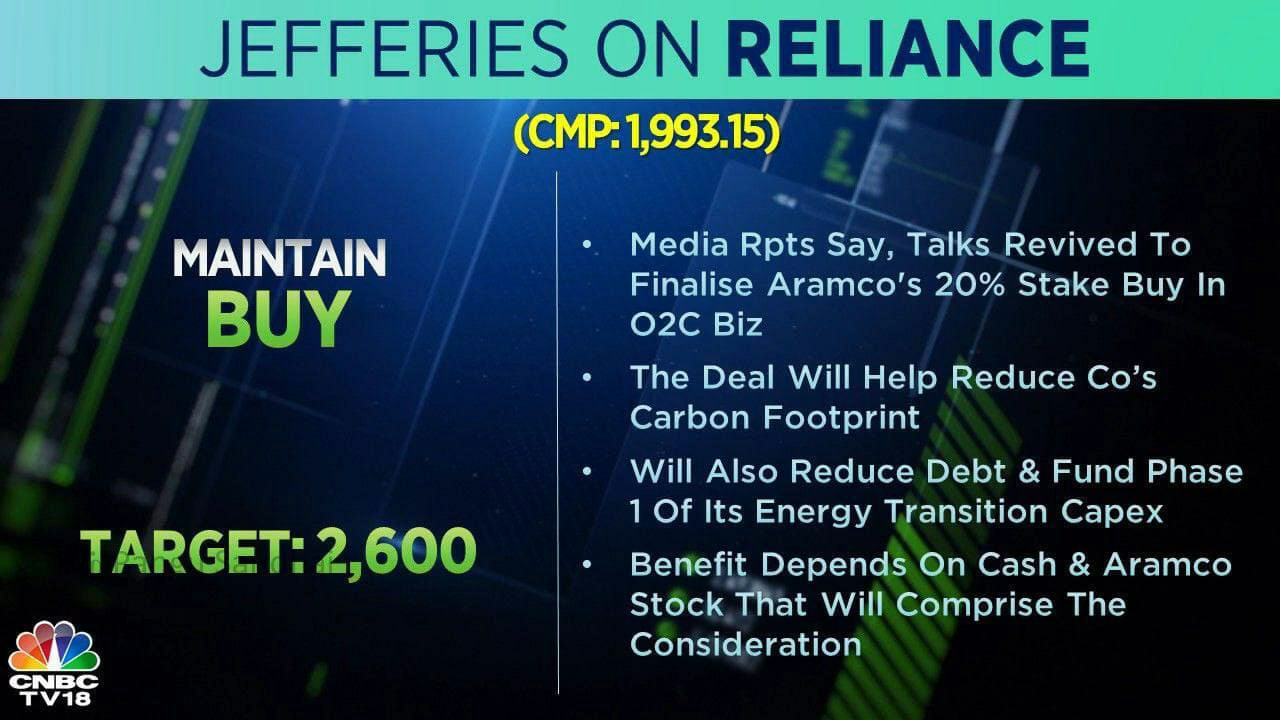 JEFFERIES ON RELIANCE
(CMP: 1,993.15)
MAINTAIN
BUY
TARGET: 2,600
• Media Rpts Say, Talks Revived To
Finalise Aramco's 20% Stake Buy In
O2C Biz
• The Deal Will Help Reduce Co’s
Carbon Footprint
• Will Also Reduce Debt & Fund Phase
1 Of Its Energy Transition Capex
• Benefit Depends On Cash & Aramco
Stock That Will Comprise The
Consideration
CNBC
TV18